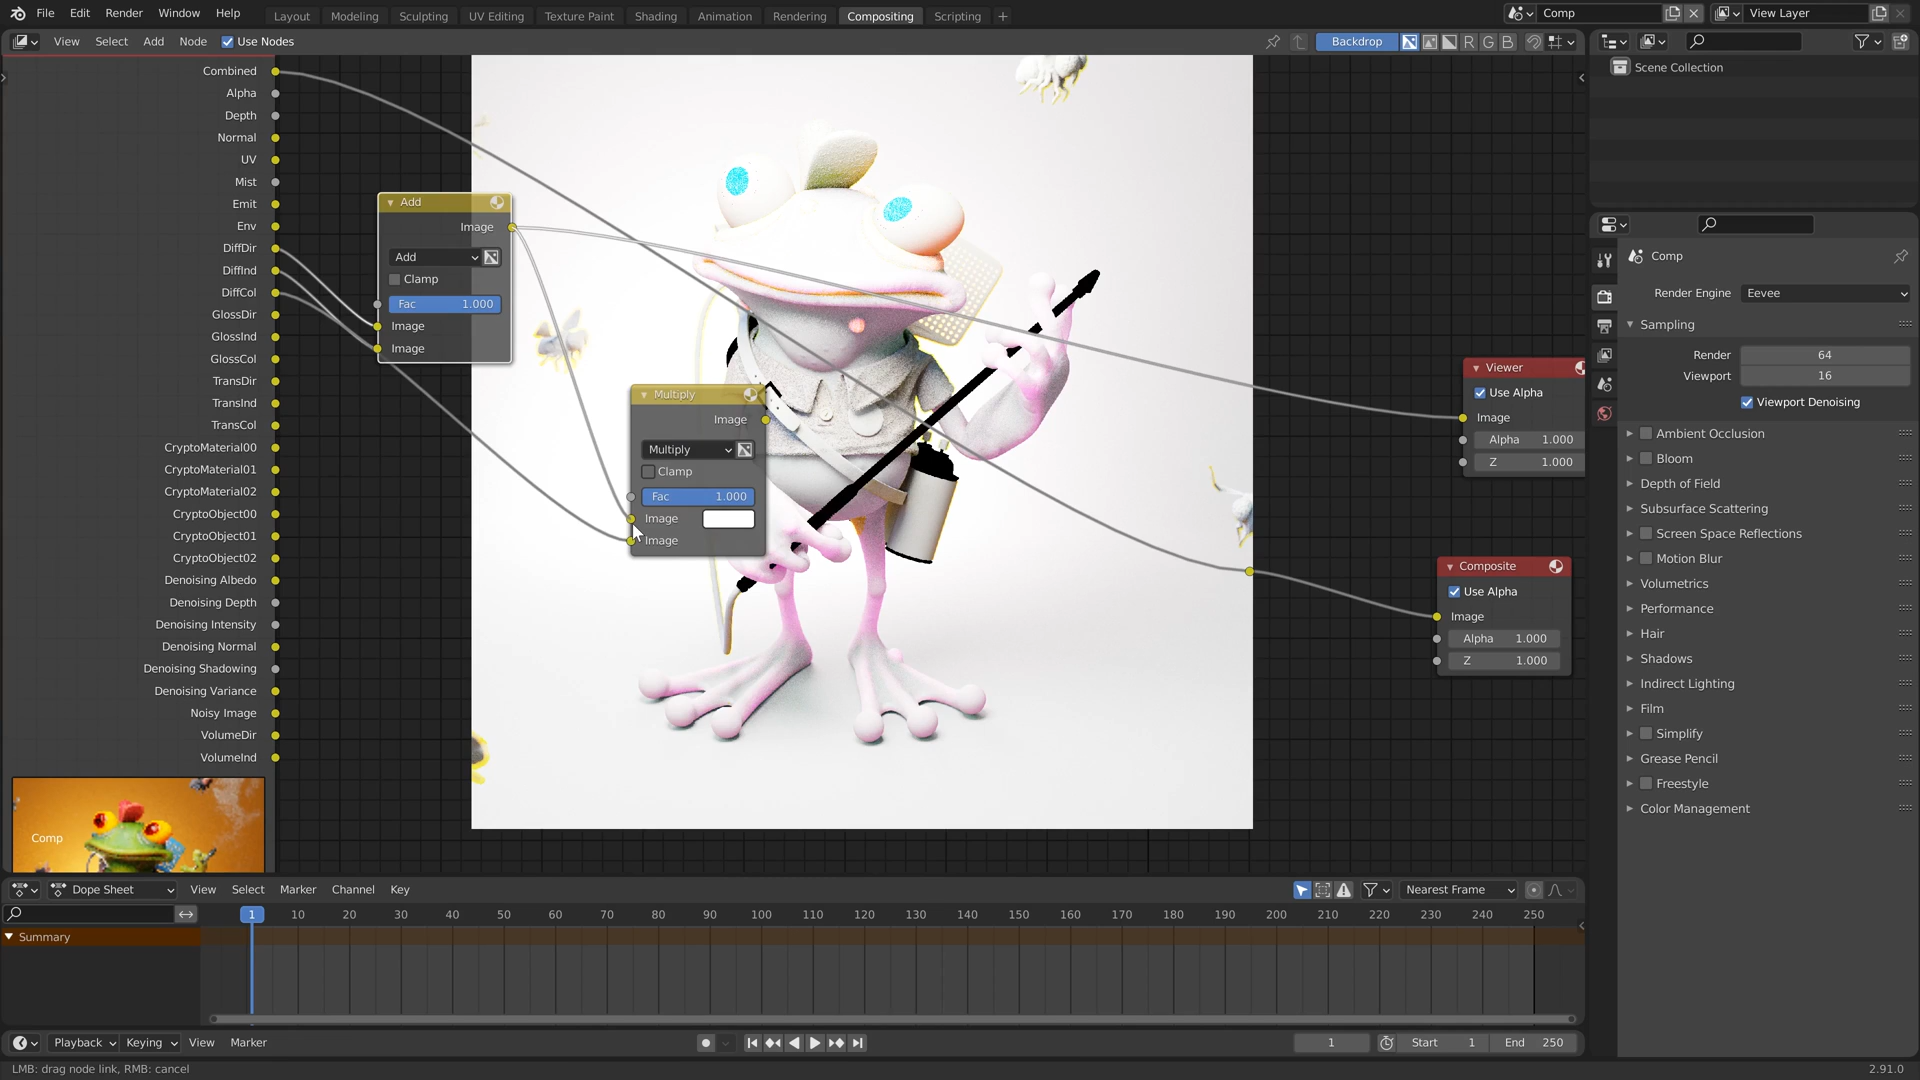 File Edit Render Window Help Layout Modeling Sculpting UV Editing Texture Paint Shading Animation Rendering Compositing Scripting + Comp View Layer
View Select Add Node Use Nodes Backdrop R G B
Scene Collection
Combined
Alpha
Depth
Normal
UV
Mist
Emit
Env
DiffDir
DiffInd
DiffCol
GlossDir
GlossInd
GlossCol
TransDir
TransInd
TransCol
CryptoMaterial00
CryptoMaterial01
CryptoMaterial02
CryptoObject00
CryptoObject01
CryptoObject02
Denoising Albedo
Denoising Depth
Denoising Intensity
Denoising Normal
Denoising Shadowing
Denoising Variance
Noisy Image
VolumeDir
VolumeInd
Comp
Add
Image
Add
Clamp
Fac 1.000
Image
Image
Multiply
Image
Multiply
Clamp
Fac 1.000
Image
Image
Viewer
Use Alpha
Image
Alpha 1.000
Z 1.000
Composite
Use Alpha
Image
Alpha 1.000
Z 1.000
Comp
Render Engine Eevee
Sampling
Render 64
Viewport 16
Viewport Denoising
Ambient Occlusion
Bloom
Depth of Field
Subsurface Scattering
Screen Space Reflections
Motion Blur
Volumetrics
Performance
Hair
Shadows
Indirect Lighting
Film
Simplify
Grease Pencil
Freestyle
Color Management
Dope Sheet View Select Marker Channel Key Nearest Frame
1 10 20 30 40 50 60 70 80 90 100 110 120 130 140 150 160 170 180 190 200 210 220 230 240 250
Summary
Playback Keying View Marker 1 Start 1 End 250
LMB: drag node link, RMB: cancel 2.91.0